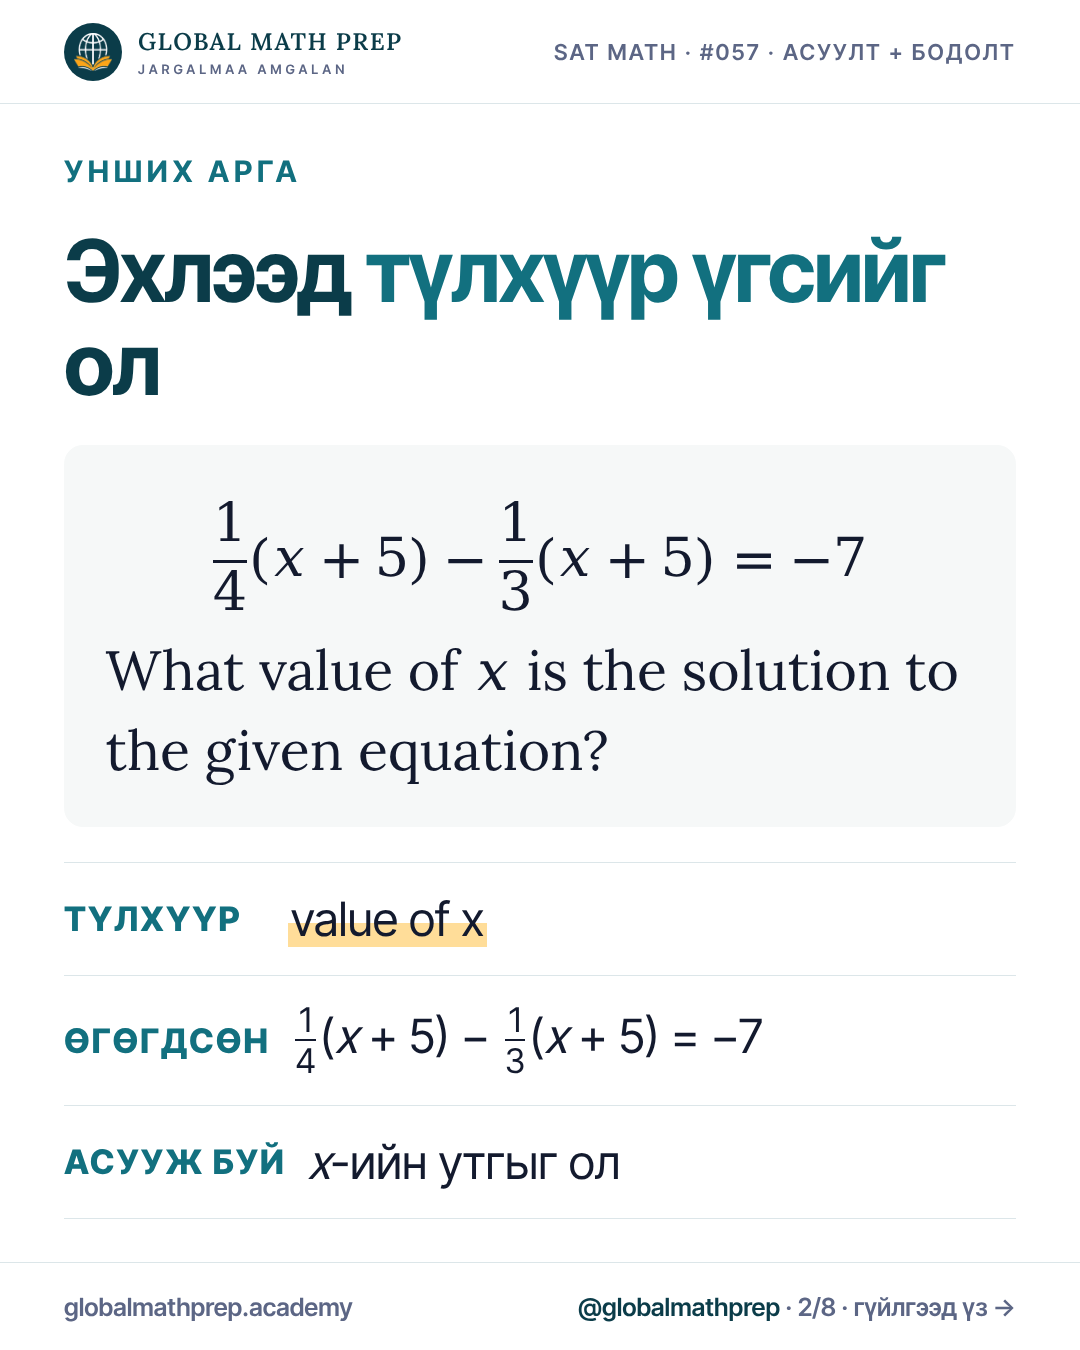 GLOBAL MATH PREP
JARGALMAA AMGALAN
SAT MATH · #057 · АСУУЛТ + БОДОЛТ
УНШИХ АРГА
Эхлээд түлхүүр үгсийг
ол
1/4(x + 5) − 1/3(x + 5) = −7
What value of x is the solution to
the given equation?
ТҮЛХҮҮР value of x
ӨГӨГДСӨН 1/4(x + 5) − 1/3(x + 5) = −7
АСУУЖ БУЙ x-ийн утгыг ол
globalmathprep.academy
@globalmathprep · 2/8 · гүйлгээд үз →